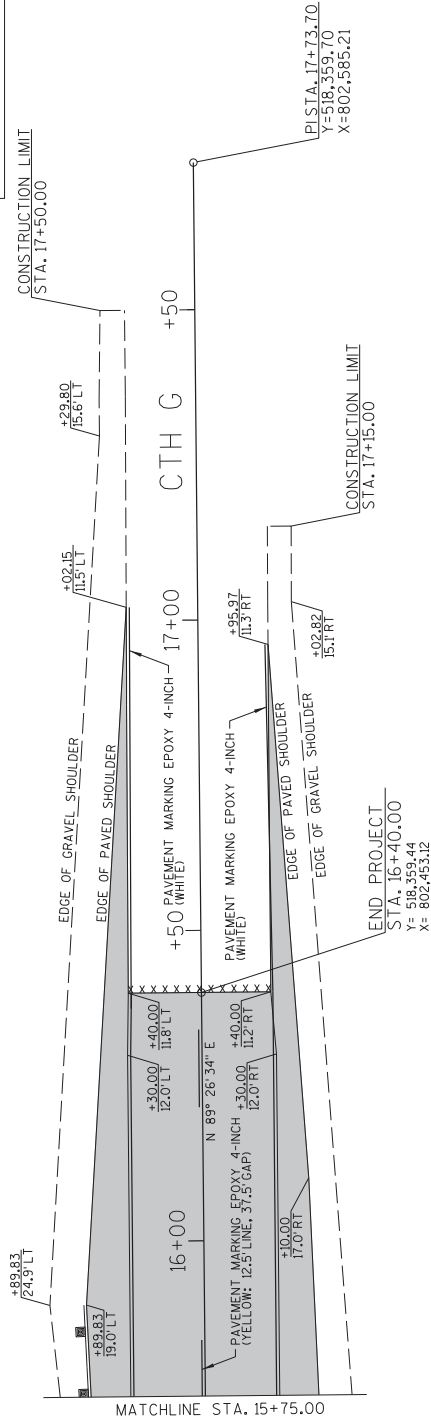 CONSTRUCTION LIMIT
STA. 17+50.00
PI STA. 17+73.70
Y=518,359.70
X=802,585.21
+29.80
15.6' LT
+50
CTH G
+02.15
11.5' LT
17+00
CONSTRUCTION LIMIT
STA. 17+15.00
+95.97
11.3' RT
+02.82
15.1' RT
EDGE OF GRAVEL SHOULDER
EDGE OF PAVED SHOULDER
PAVEMENT MARKING EPOXY 4-INCH
(WHITE)
PAVEMENT MARKING EPOXY 4-INCH
(WHITE)
EDGE OF PAVED SHOULDER
EDGE OF GRAVEL SHOULDER
+50
END PROJECT
STA. 16+40.00
Y= 518,359.44
X= 802,453.12
+40.00
11.8' LT
+30.00
12.0' LT
+40.00
11.2' RT
+30.00
12.0' RT
N 89° 26' 34" E
16+00
PAVEMENT MARKING EPOXY 4-INCH
(YELLOW: 12.5' LINE, 37.5' GAP)
+10.00
17.0' RT
+89.83
24.9' LT
+89.83
19.0' LT
MATCHLINE STA. 15+75.00